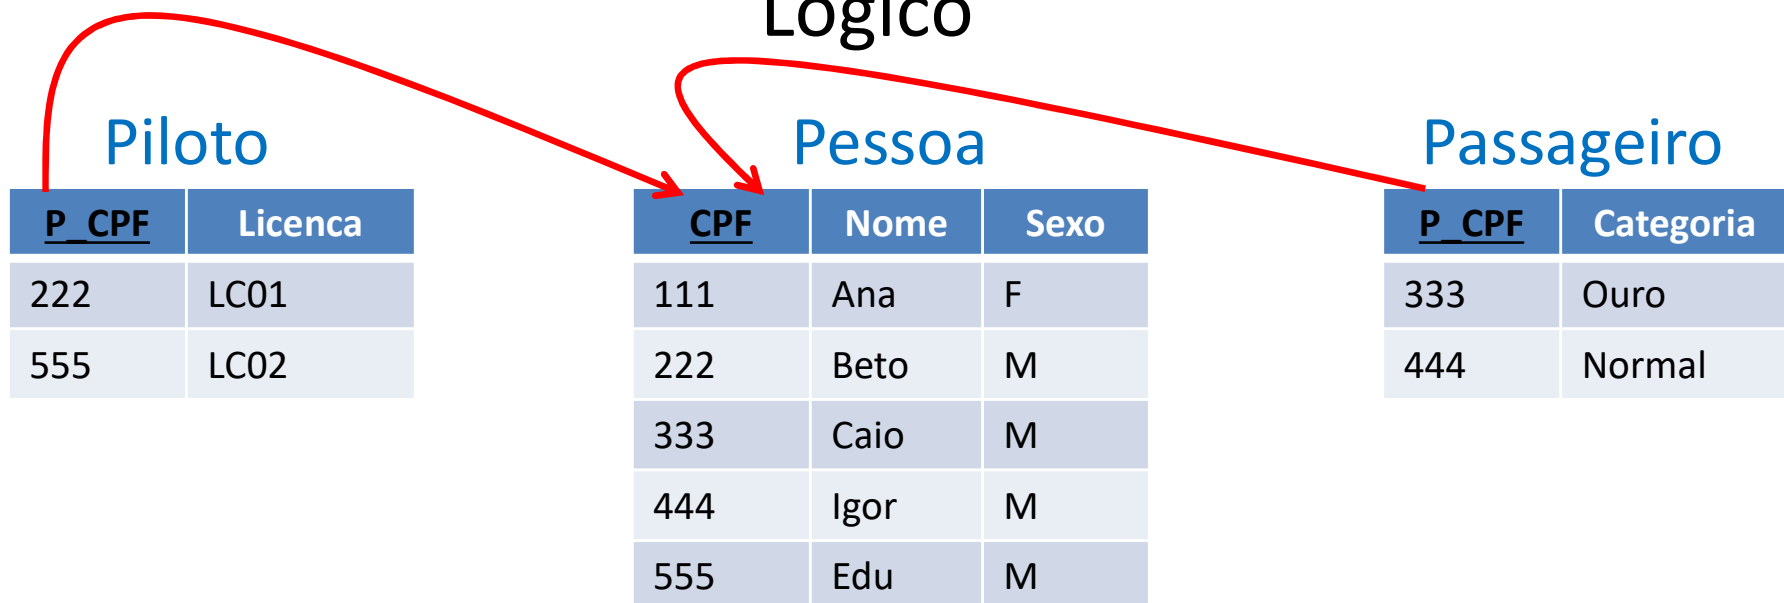 Lógico
Piloto
P_CPF Licenca
222 LC01
555 LC02
Pessoa
CPF Nome Sexo
111 Ana F
222 Beto M
333 Caio M
444 Igor M
555 Edu M
Passageiro
P_CPF Categoria
333 Ouro
444 Normal